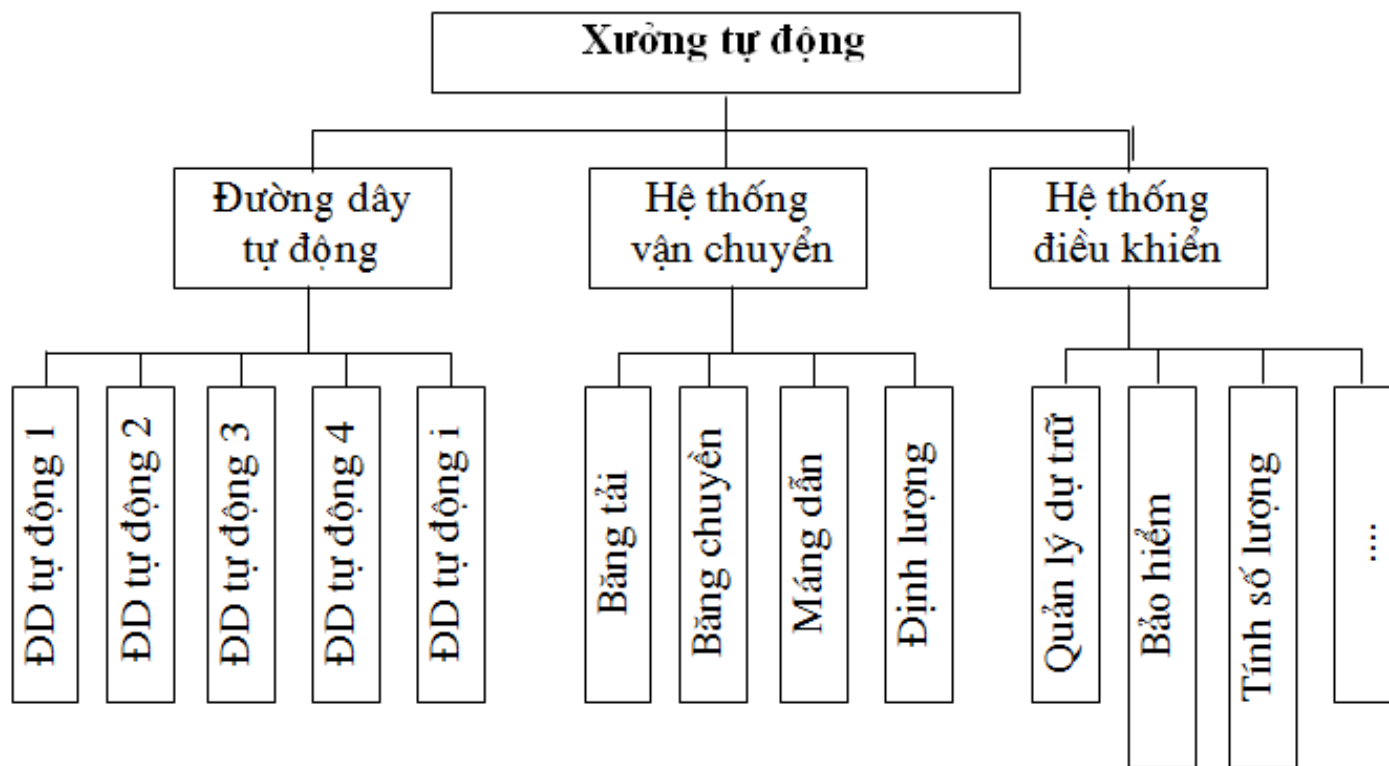 Xưởng tự động
Đường dây
tự động
Hệ thống
vận chuyển
Hệ thống
điều khiển
ĐD tự động 1
ĐD tự động 2
ĐD tự động 3
ĐD tự động 4
ĐD tự động i
Băng tải
Băng chuyền
Máng dẫn
Định lượng
Quản lý dự trữ
Bảo hiểm
Tính số lượng
....